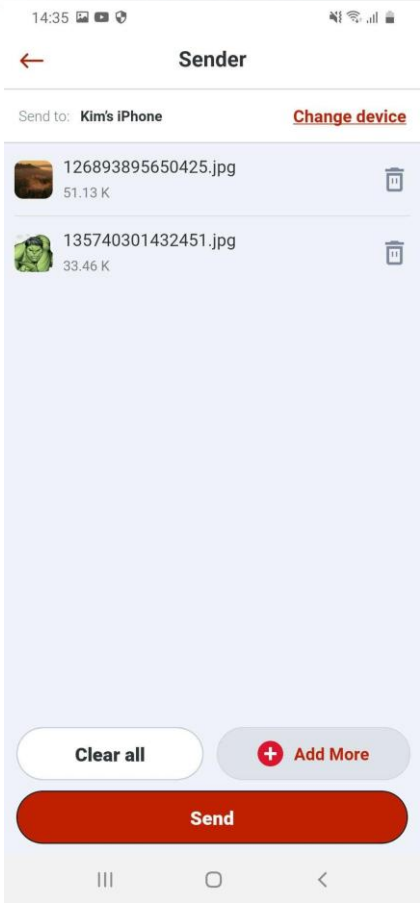 14:35
Sender
Send to: Kim's iPhone Change device
126893895650425.jpg
51.13 K
135740301432451.jpg
33.46 K
Clear all
Add More
Send